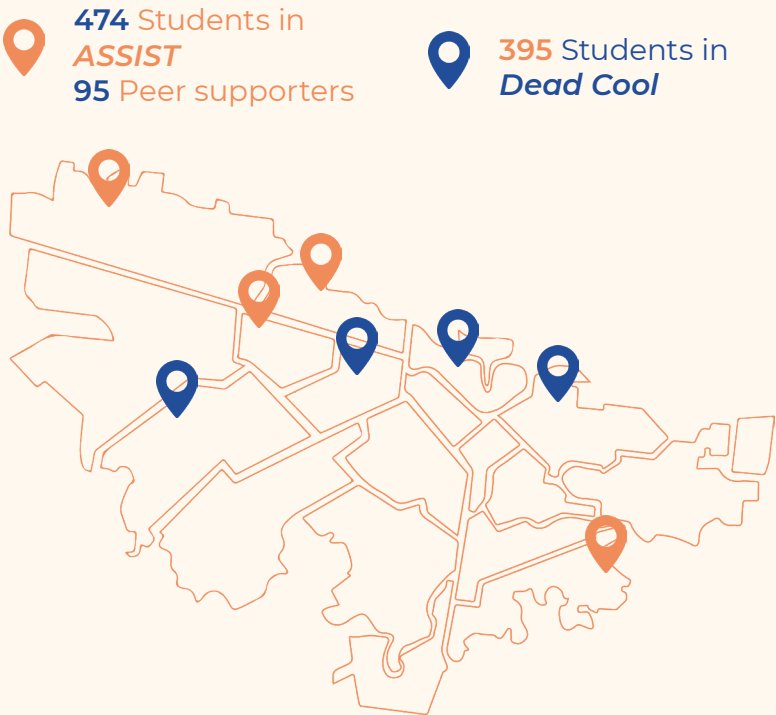 474 Students in
ASSIST
95 Peer supporters
395 Students in
Dead Cool